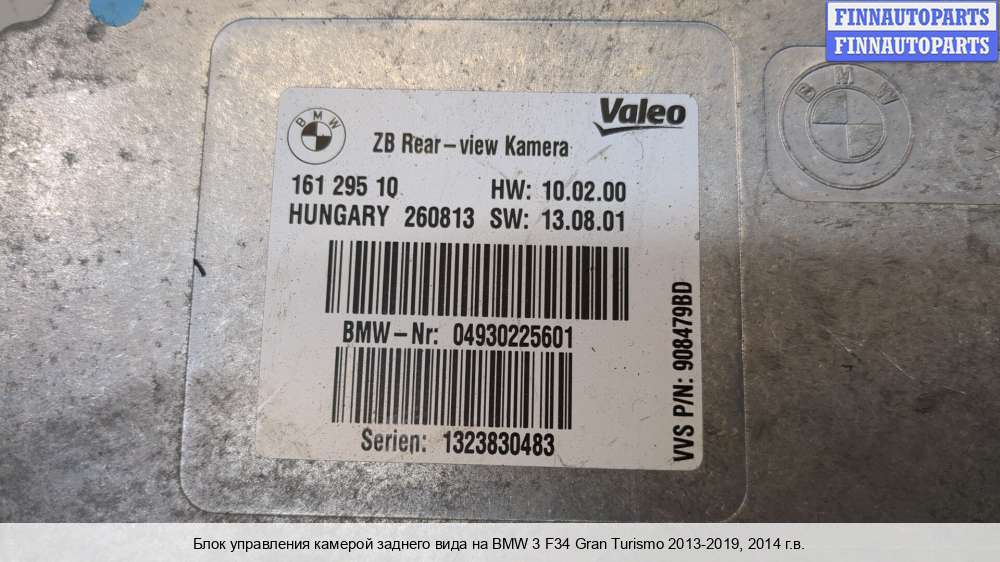 FINNAUTOPARTS
FINNAUTOPARTS
BMW
BMW
Valeo
ZB Rear-view Kamera
161 295 10 HW: 10.02.00
HUNGARY 260813 SW: 13.08.01
BMW-Nr: 04930225601
Serien: 1323830483
VVS P/N: 908479BD
Блок управления камерой заднего вида на BMW 3 F34 Gran Turismo 2013-2019, 2014 г.в.